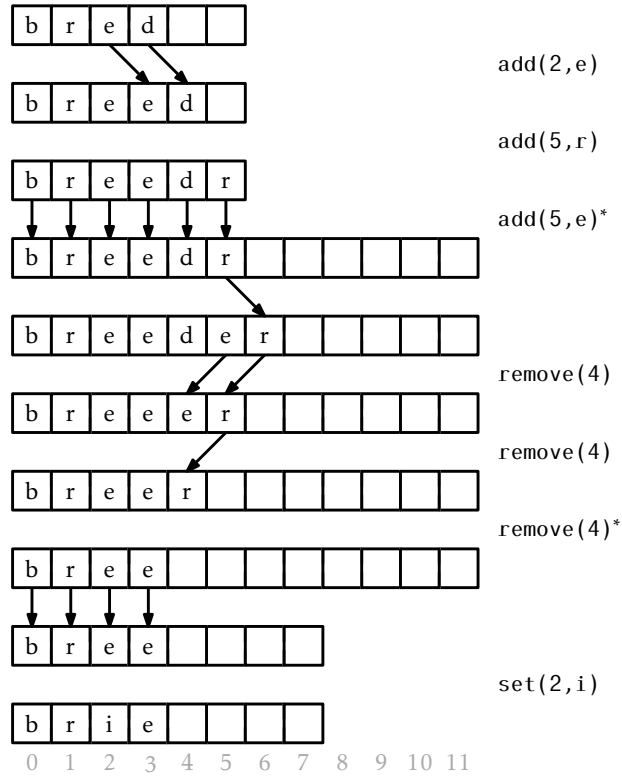 b r e d
add(2,e)
b r e e d
add(5,r)
b r e e d r
add(5,e)*
b r e e d r
b r e e d e r
remove(4)
b r e e e r
remove(4)
b r e e r
remove(4)*
b r e e
b r e e
set(2,i)
b r i e
0 1 2 3 4 5 6 7 8 9 10 11